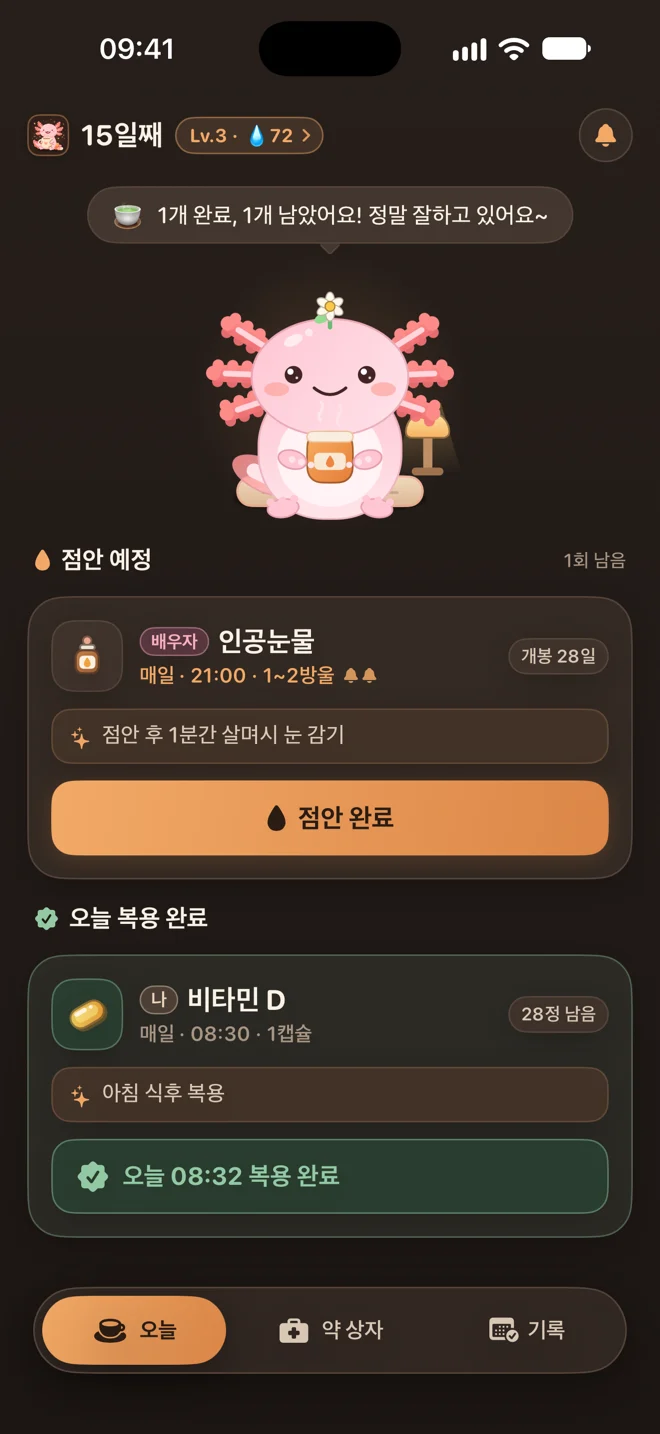 09:41
15일째
Lv.3 · 💧72 >
1개 완료, 1개 남았어요! 정말 잘하고 있어요~
점안 예정
1회 남음
배우자 인공눈물
매일 · 21:00 · 1~2방울
개봉 28일
점안 후 1분간 살며시 눈 감기
점안 완료
오늘 복용 완료
나 비타민 D
매일 · 08:30 · 1캡슐
28정 남음
아침 식후 복용
오늘 08:32 복용 완료
오늘
약 상자
기록